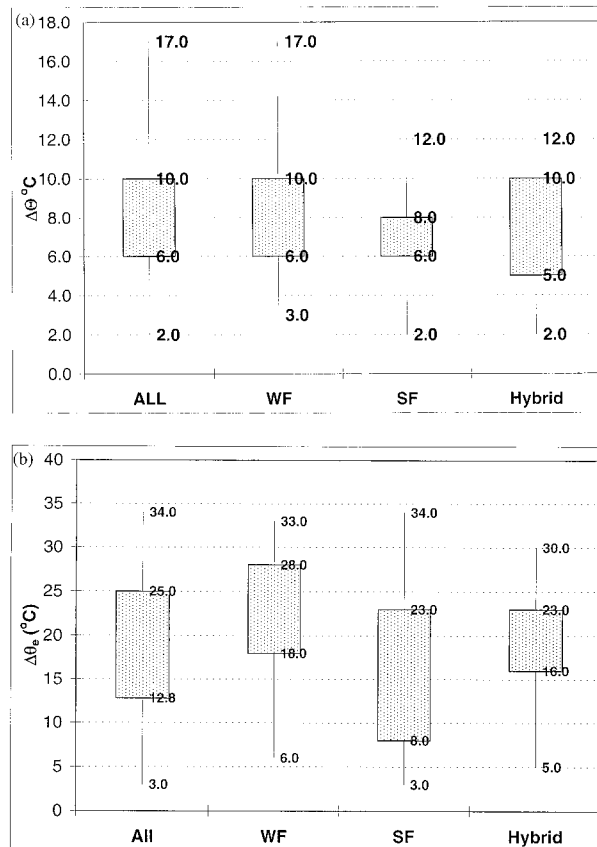 (a)
18.0
17.0 17.0
16.0
14.0
12.0 12.0 12.0
10.0 10.0 10.0 10.0
8.0 8.0
6.0 6.0 6.0 6.0
5.0
4.0
3.0
2.0 2.0 2.0 2.0
0.0
ΔΘ °C
ALL WF SF Hybrid
(b)
40
35
34.0 33.0 34.0
30 30.0
28.0
25 25.0
23.0 23.0
20
18.0
16.0
15
12.8
10
8.0
6.0
5 5.0
3.0 3.0
0
Δθe (°C)
All WF SF Hybrid